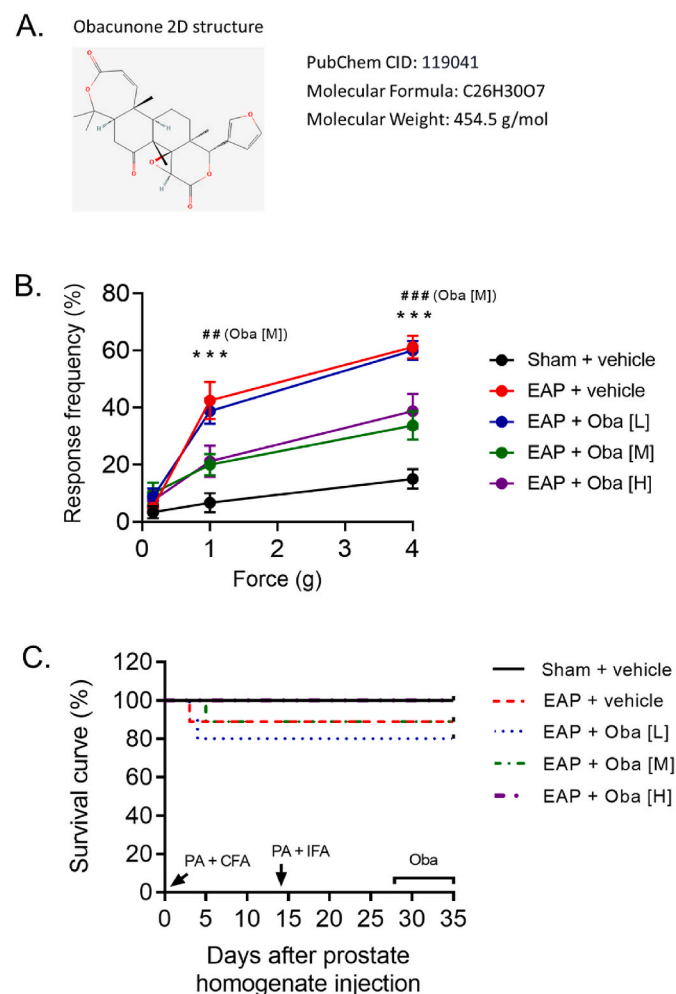 A.
Obacunone 2D structure
PubChem CID: 119041
Molecular Formula: C26H30O7
Molecular Weight: 454.5 g/mol
O
O
H
H
O
O
O
H
O
O
B.
Response frequency (%)
80
60
40
20
0
## (Oba [M])
***
### (Oba [M])
***
0
1
2
3
4
Force (g)
Sham + vehicle
EAP + vehicle
EAP + Oba [L]
EAP + Oba [M]
EAP + Oba [H]
C.
Survival curve (%)
120
100
80
60
40
20
0
PA + CFA
PA + IFA
Oba
0 5 10 15 20 25 30 35
Days after prostate
homogenate injection
Sham + vehicle
EAP + vehicle
EAP + Oba [L]
EAP + Oba [M]
EAP + Oba [H]